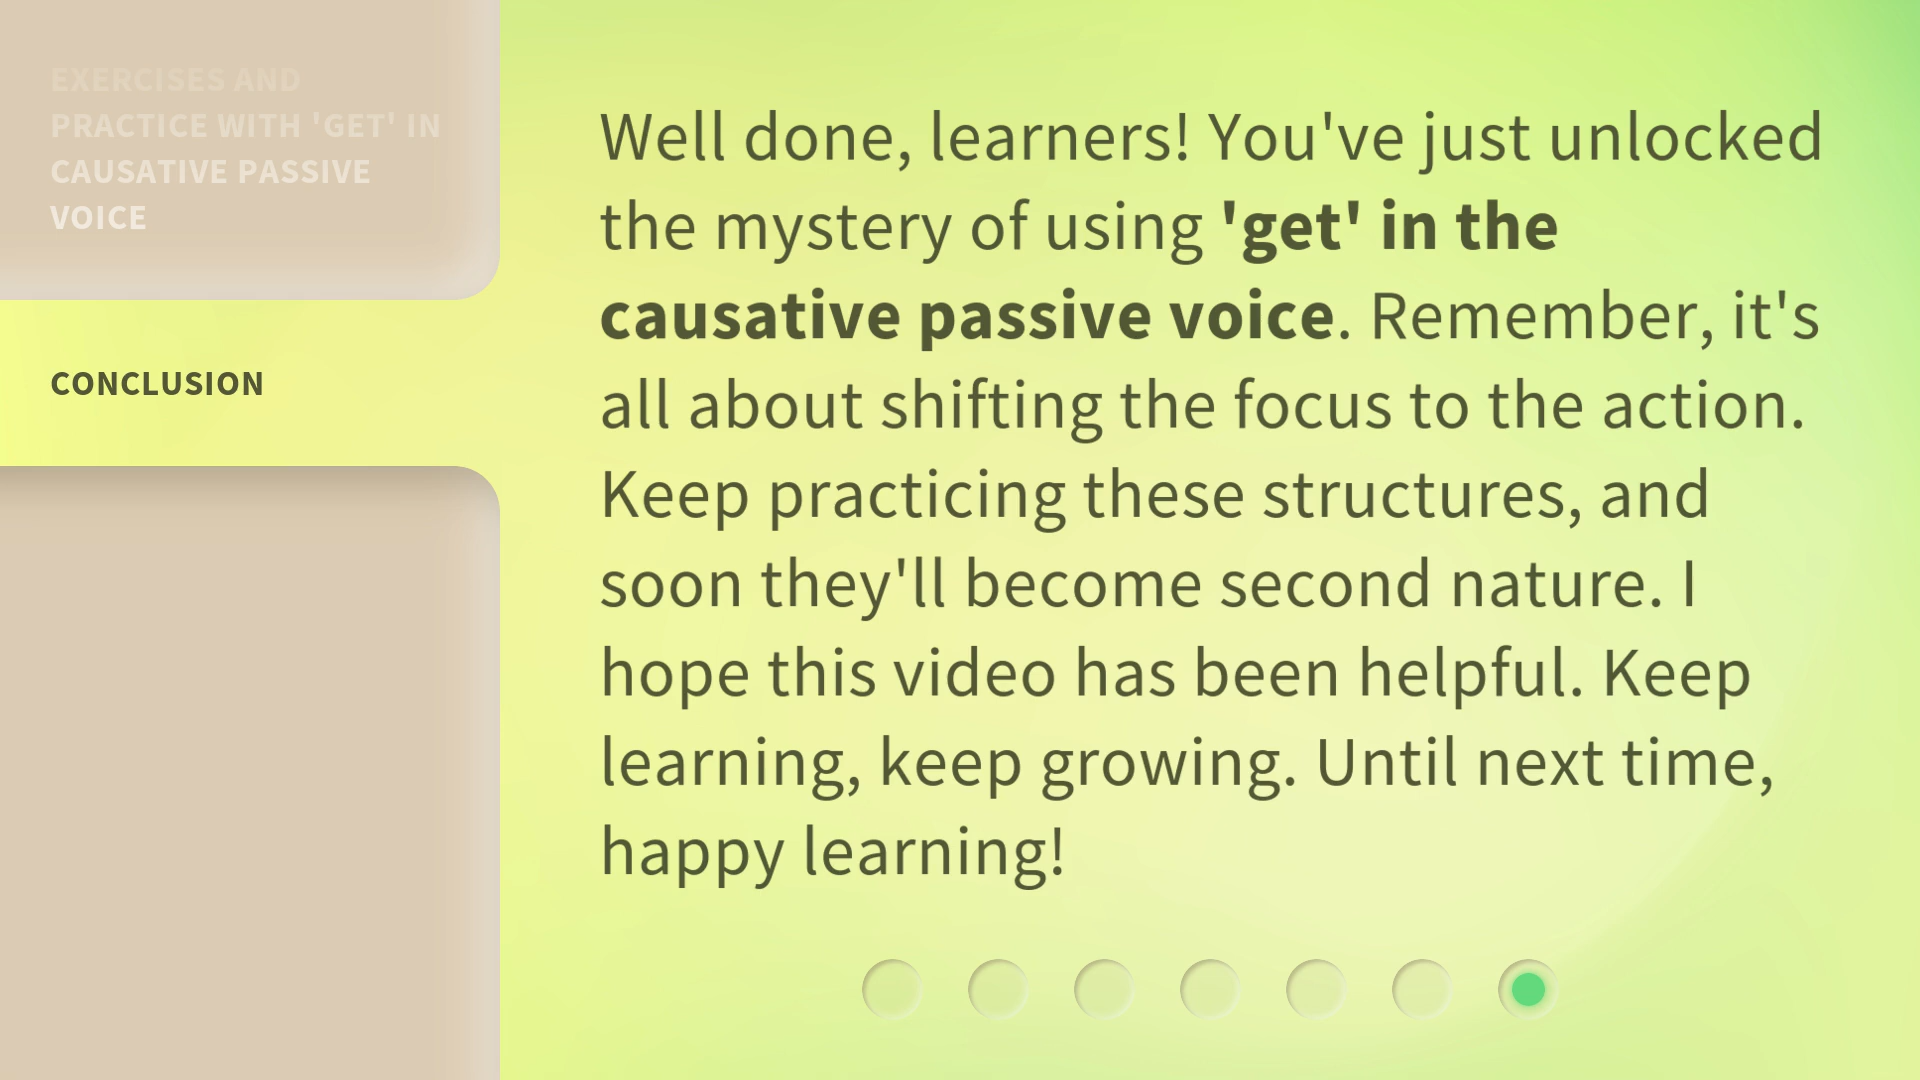 EXERCISES AND
PRACTICE WITH 'GET' IN
CAUSATIVE PASSIVE
VOICE
CONCLUSION
Well done, learners! You've just unlocked
the mystery of using 'get' in the
causative passive voice. Remember, it's
all about shifting the focus to the action.
Keep practicing these structures, and
soon they'll become second nature. I
hope this video has been helpful. Keep
learning, keep growing. Until next time,
happy learning!